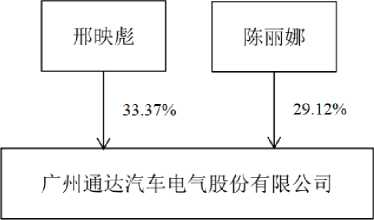 邢映彪
陈丽娜
33.37%
29.12%
广州通达汽车电气股份有限公司